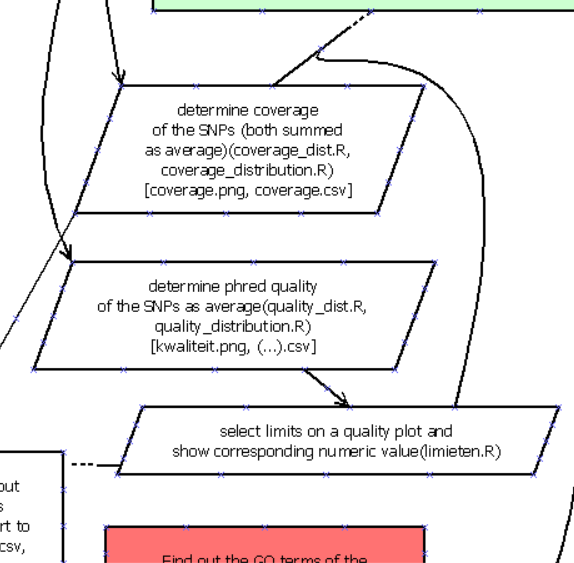 determine coverage
of the SNPs (both summed
as average)(coverage_dist.R,
coverage_distribution.R)
[coverage.png, coverage.csv]
determine phred quality
of the SNPs as average(quality_dist.R,
quality_distribution.R)
[kwaliteit.png, (...).csv]
select limits on a quality plot and
show corresponding numeric value(limieten.R)
out
s
rt to
csv,
Find out the GO terms of the